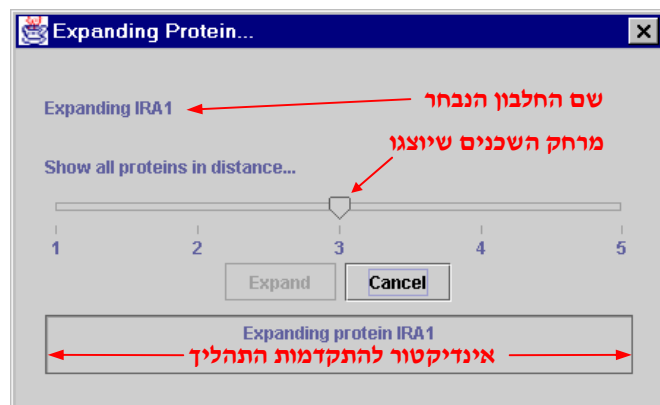 Expanding Protein...
Expanding IRA1
שם החלבון הנבחר
מרחק השכנים שיוצגו
Show all proteins in distance...
1 2 3 4 5
Expand Cancel
Expanding protein IRA1
אינדיקטור להתקדמות התהליך